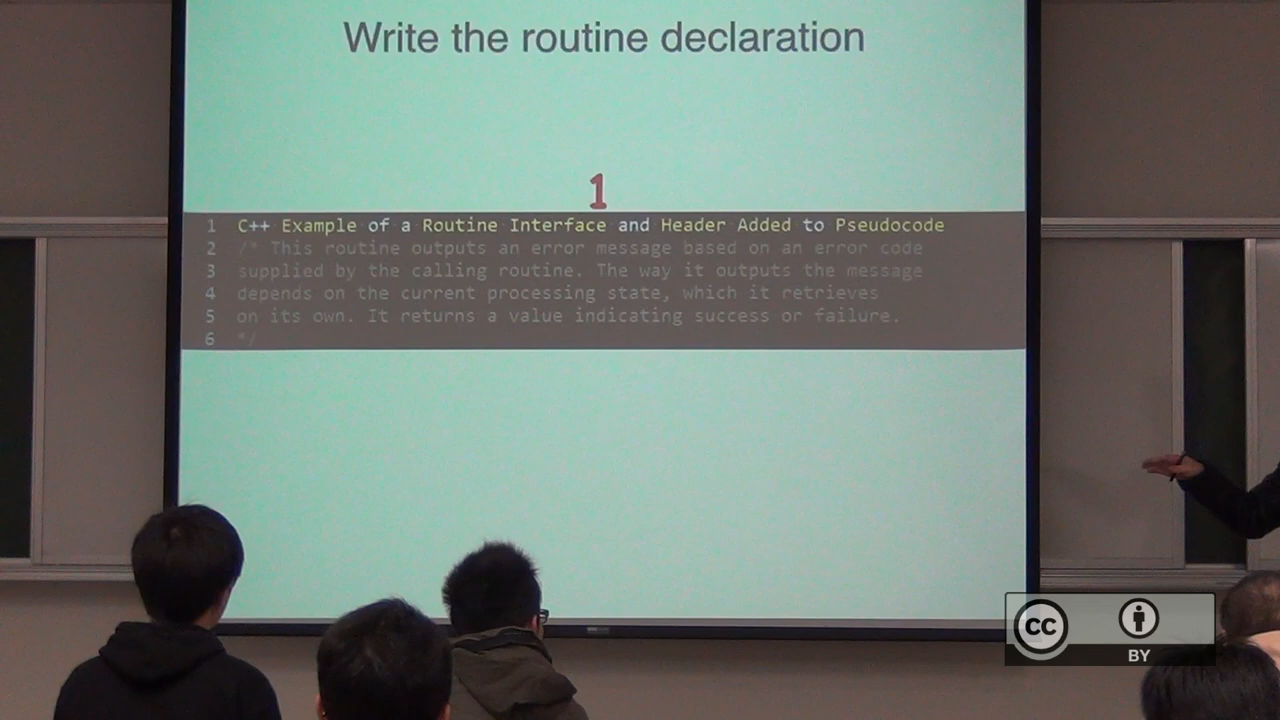 Write the routine declaration
1
1 C++ Example of a Routine Interface and Header Added to Pseudocode
2 /* This routine outputs an error message based on an error code
3 supplied by the calling routine. The way it outputs the message
4 depends on the current processing state, which it retrieves
5 on its own. It returns a value indicating success or failure.
6 */
cc
BY